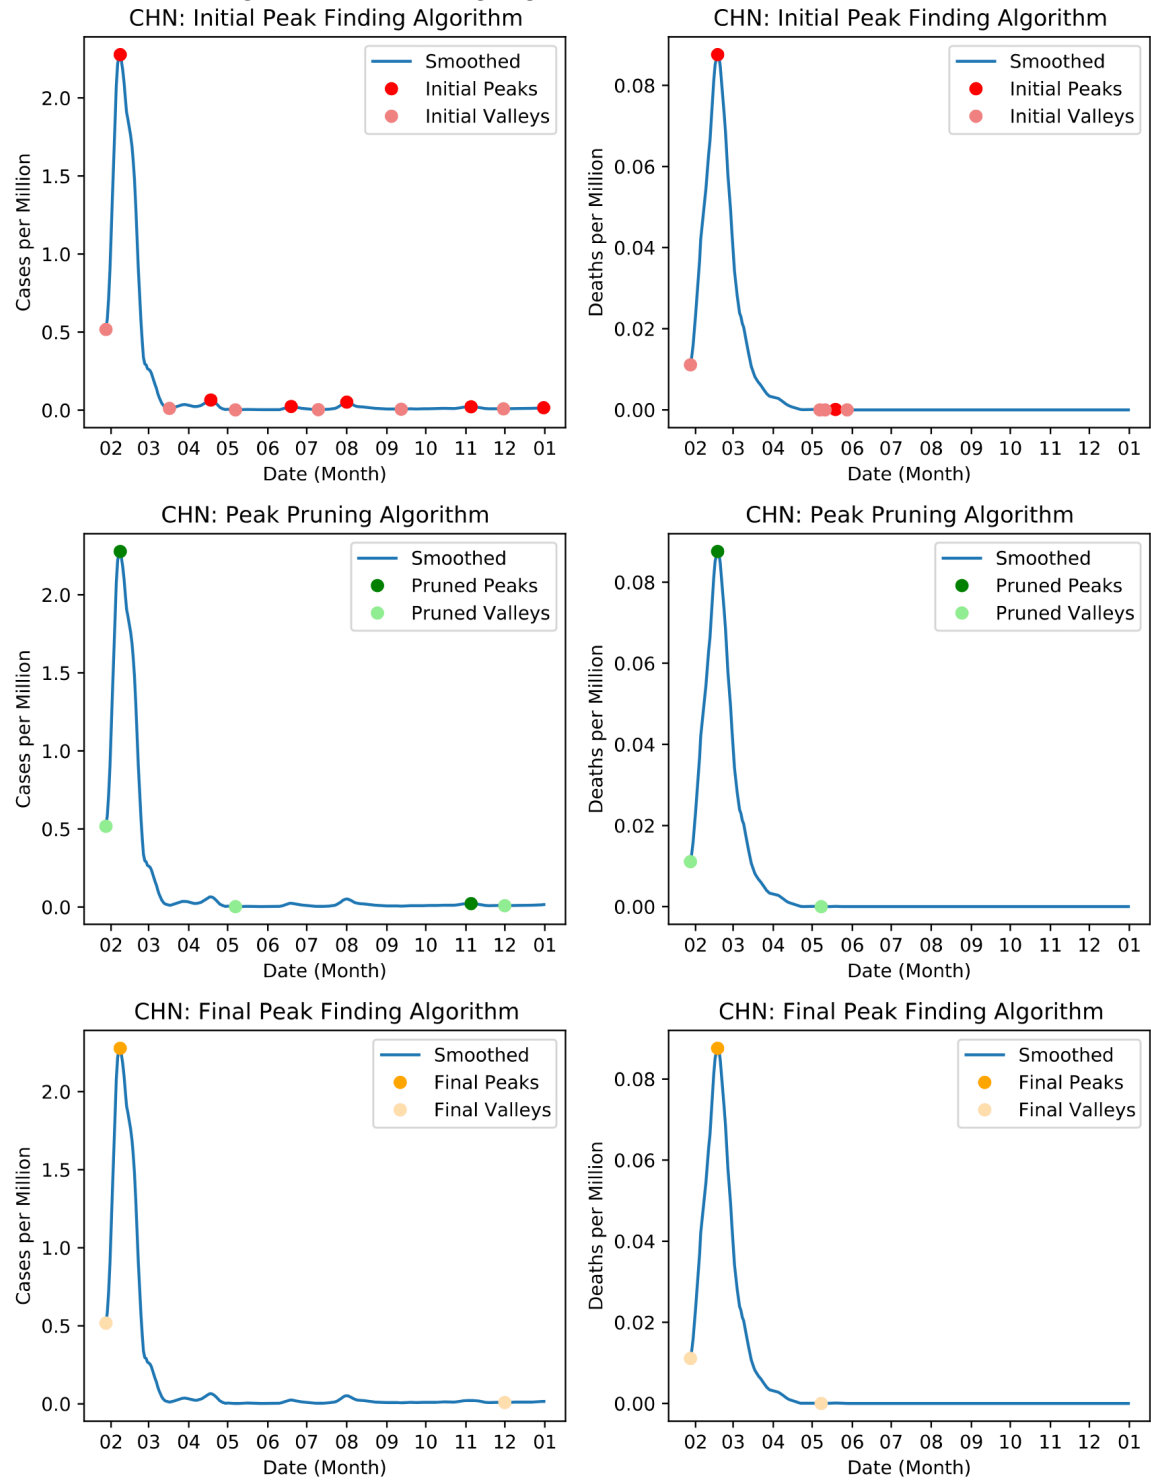 CHN: Initial Peak Finding Algorithm
Smoothed
Initial Peaks
Initial Valleys
2.0
1.5
1.0
0.5
0.0
Cases per Million
02 03 04 05 06 07 08 09 10 11 12 01
Date (Month)
CHN: Initial Peak Finding Algorithm
Smoothed
Initial Peaks
Initial Valleys
0.08
0.06
0.04
0.02
0.00
Deaths per Million
02 03 04 05 06 07 08 09 10 11 12 01
Date (Month)
CHN: Peak Pruning Algorithm
Smoothed
Pruned Peaks
Pruned Valleys
2.0
1.5
1.0
0.5
0.0
Cases per Million
02 03 04 05 06 07 08 09 10 11 12 01
Date (Month)
CHN: Peak Pruning Algorithm
Smoothed
Pruned Peaks
Pruned Valleys
0.08
0.06
0.04
0.02
0.00
Deaths per Million
02 03 04 05 06 07 08 09 10 11 12 01
Date (Month)
CHN: Final Peak Finding Algorithm
Smoothed
Final Peaks
Final Valleys
2.0
1.5
1.0
0.5
0.0
Cases per Million
02 03 04 05 06 07 08 09 10 11 12 01
Date (Month)
CHN: Final Peak Finding Algorithm
Smoothed
Final Peaks
Final Valleys
0.08
0.06
0.04
0.02
0.00
Deaths per Million
02 03 04 05 06 07 08 09 10 11 12 01
Date (Month)